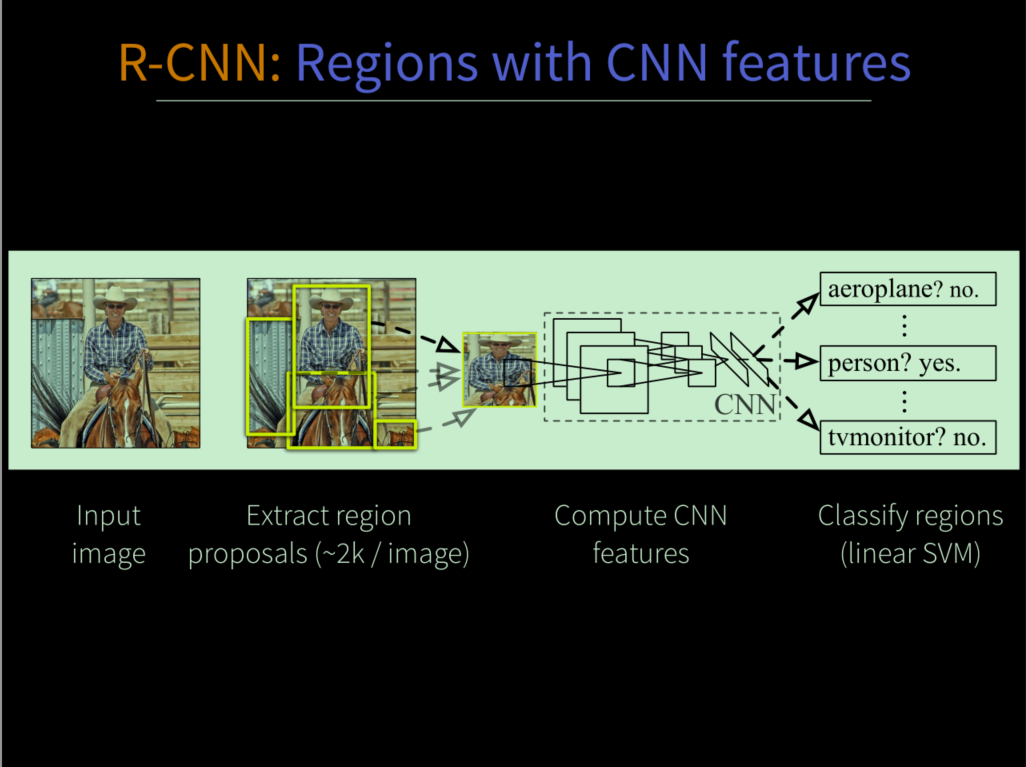 R-CNN: Regions with CNN features
aeroplane? no.
person? yes.
CNN
tvmonitor? no.
Input
image
Extract region
proposals (~2k / image)
Compute CNN
features
Classify regions
(linear SVM)